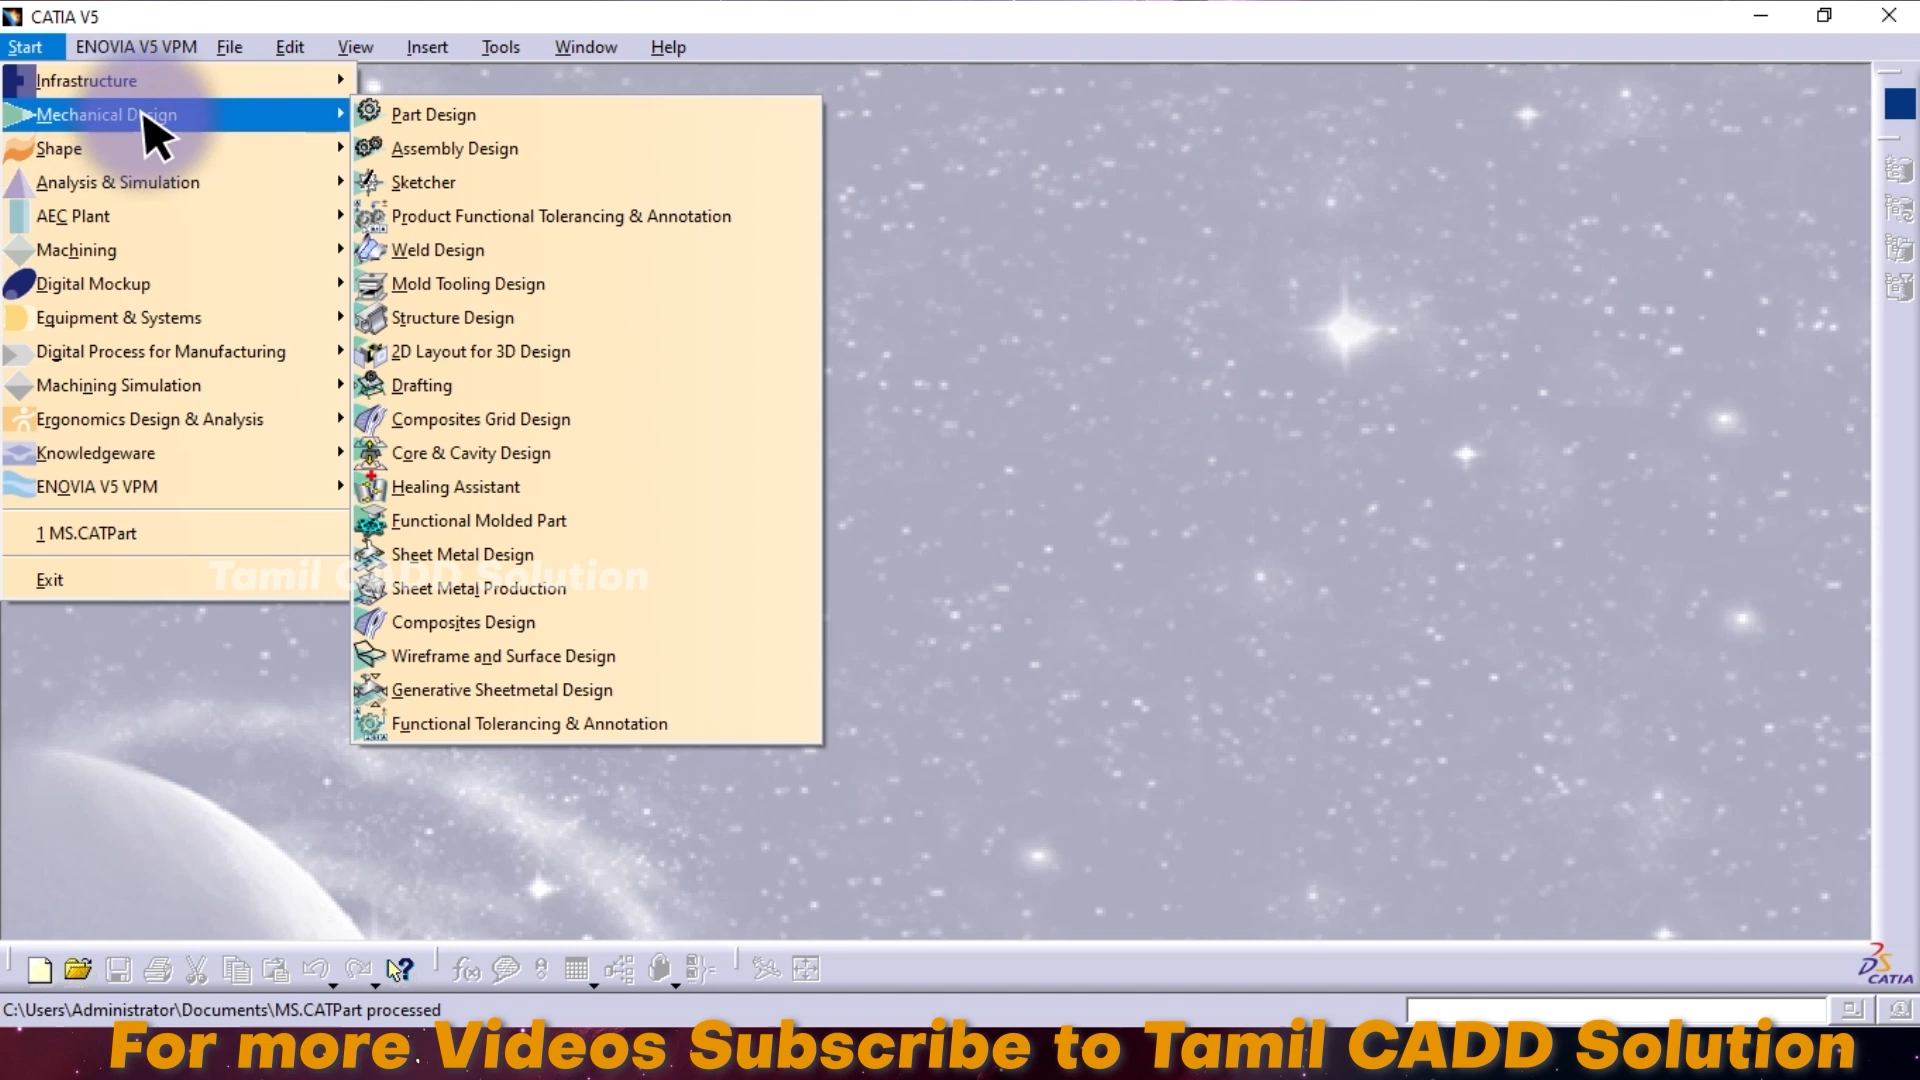 CATIA V5
Start ENOVIA V5 VPM File Edit View Insert Tools Window Help
Infrastructure
Mechanical Design
Shape
Analysis & Simulation
AEC Plant
Machining
Digital Mockup
Equipment & Systems
Digital Process for Manufacturing
Machining Simulation
Ergonomics Design & Analysis
Knowledgeware
ENOVIA V5 VPM
1 MS.CATPart
Exit
Part Design
Assembly Design
Sketcher
Product Functional Tolerancing & Annotation
Weld Design
Mold Tooling Design
Structure Design
2D Layout for 3D Design
Drafting
Composites Grid Design
Core & Cavity Design
Healing Assistant
Functional Molded Part
Sheet Metal Design
Sheet Metal Production
Composites Design
Wireframe and Surface Design
Generative Sheetmetal Design
Functional Tolerancing & Annotation
Tamil CADD Solution
f(x)
DS CATIA
C:\Users\Administrator\Documents\MS.CATPart processed
For more Videos Subscribe to Tamil CADD Solution